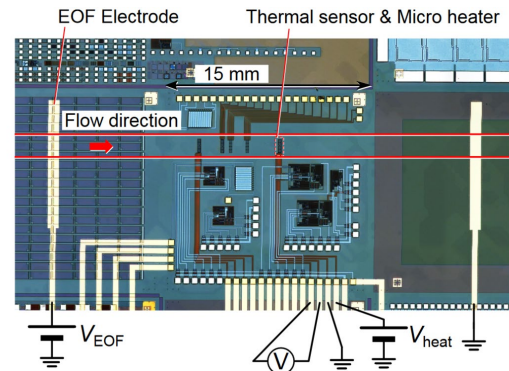 EOF Electrode
Thermal sensor & Micro heater
15 mm
Flow direction
V
V_EOF
V_heat